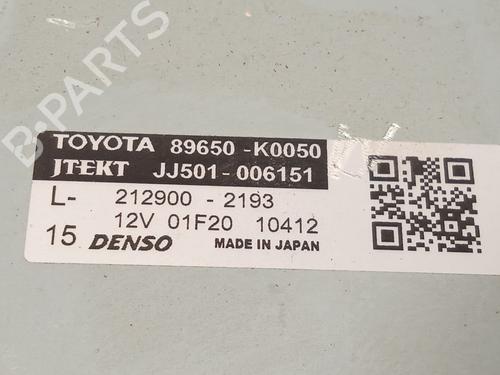 B-PARTS
TOYOTA 89650 -K0050
JTEKT JJ501-006151
L- 212900 - 2193
12V 01F20 10412
15 DENSO MADE IN JAPAN